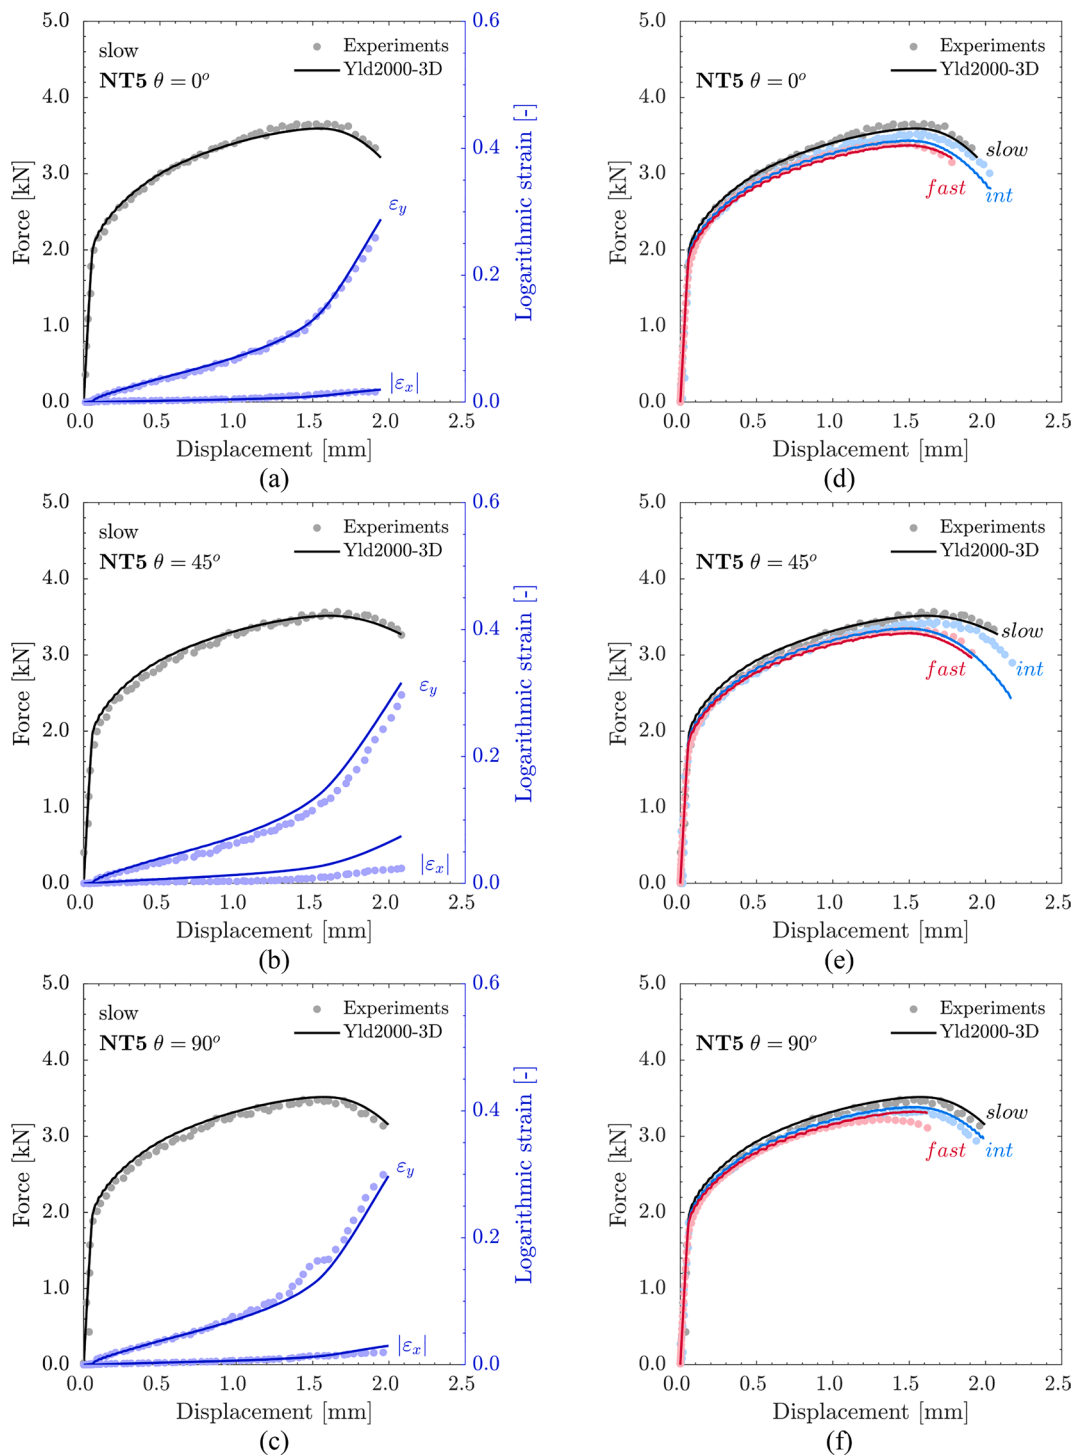 slow
NT5 θ = 0°
Experiments
Yld2000-3D
5.0
4.0
3.0
2.0
1.0
0.0
Force [kN]
0.6
0.4
0.2
0.0
Logarithmic strain [-]
ε_y
|ε_x|
0.0 0.5 1.0 1.5 2.0 2.5
Displacement [mm]
(a)
NT5 θ = 0°
Experiments
Yld2000-3D
5.0
4.0
3.0
2.0
1.0
0.0
Force [kN]
slow
fast
int
0.0 0.5 1.0 1.5 2.0 2.5
Displacement [mm]
(d)
slow
NT5 θ = 45°
Experiments
Yld2000-3D
5.0
4.0
3.0
2.0
1.0
0.0
Force [kN]
0.6
0.4
0.2
0.0
Logarithmic strain [-]
ε_y
|ε_x|
0.0 0.5 1.0 1.5 2.0 2.5
Displacement [mm]
(b)
NT5 θ = 45°
Experiments
Yld2000-3D
5.0
4.0
3.0
2.0
1.0
0.0
Force [kN]
slow
fast
int
0.0 0.5 1.0 1.5 2.0 2.5
Displacement [mm]
(e)
slow
NT5 θ = 90°
Experiments
Yld2000-3D
5.0
4.0
3.0
2.0
1.0
0.0
Force [kN]
0.6
0.4
0.2
0.0
Logarithmic strain [-]
ε_y
|ε_x|
0.0 0.5 1.0 1.5 2.0 2.5
Displacement [mm]
(c)
NT5 θ = 90°
Experiments
Yld2000-3D
5.0
4.0
3.0
2.0
1.0
0.0
Force [kN]
slow
fast
int
0.0 0.5 1.0 1.5 2.0 2.5
Displacement [mm]
(f)